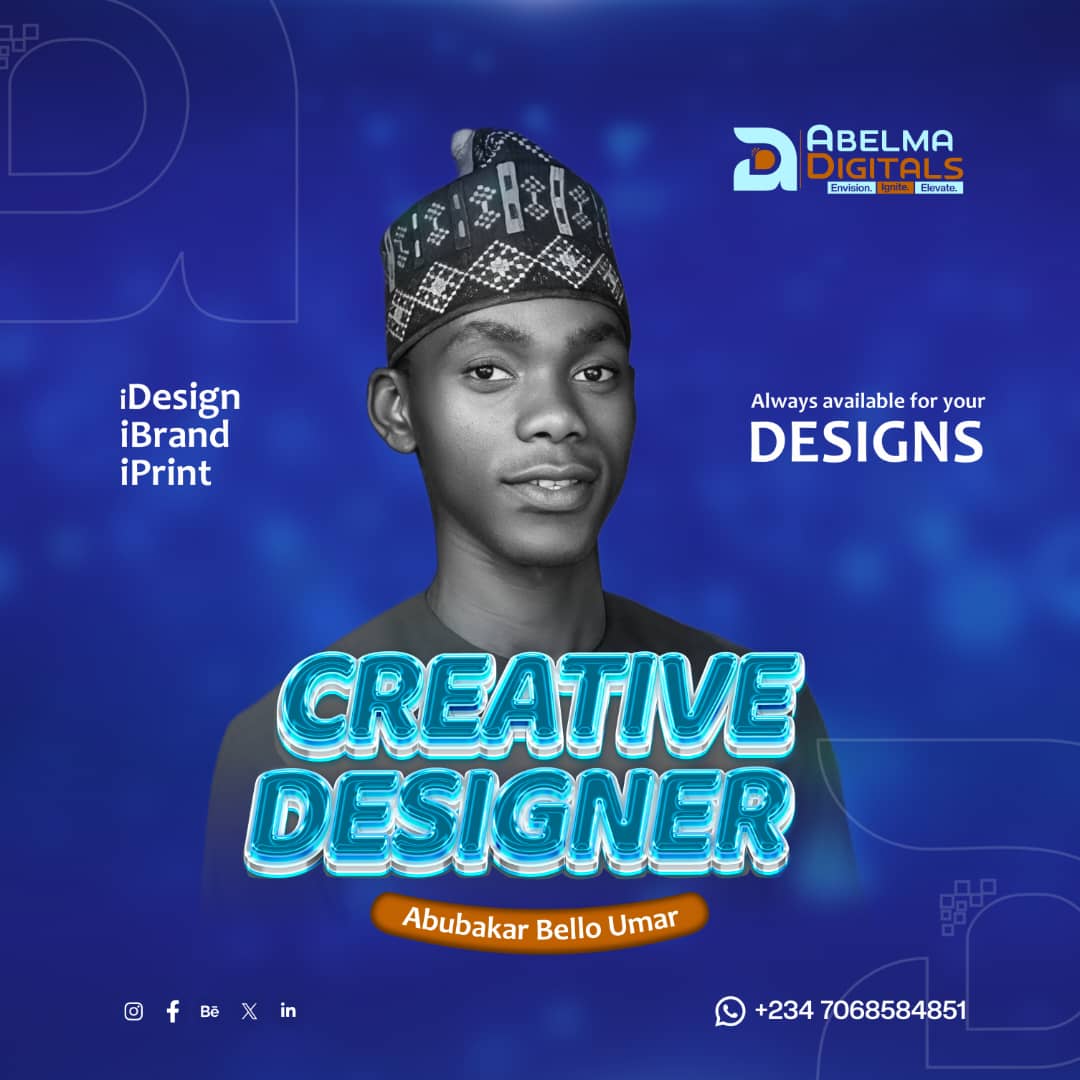 ABELMA
DIGITALS
Envision. Ignite. Elevate.
iDesign
iBrand
iPrint
Always available for your
DESIGNS
CREATIVE
DESIGNER
Abubakar Bello Umar
Bē
X
in
+234 7068584851